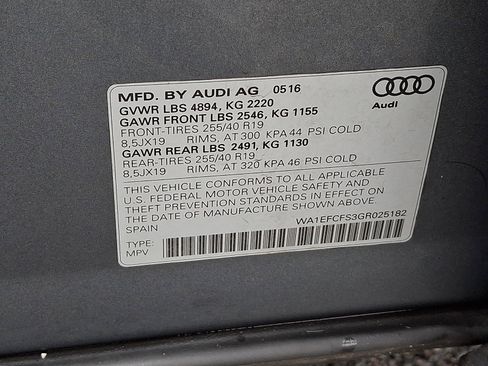 MFD. BY AUDI AG 05 16
GVWR LBS 4894, KG 2220
GAWR FRONT LBS 2546, KG 1155
FRONT-TIRES 255/40 R19
8,5JX19 RIMS, AT 300 KPA 44 PSI COLD
GAWR REAR LBS 2491, KG 1130
REAR-TIRES 255/40 R19
8,5JX19 RIMS, AT 320 KPA 46 PSI COLD
THIS VEHICLE CONFORMS TO ALL APPLICABLE
U.S. FEDERAL MOTOR VEHICLE SAFETY AND
THEFT PREVENTION STANDARDS IN EFFECT ON
THE DATE OF MANUFACTURE SHOWN ABOVE.
SPAIN WA1EFCFS3GR025182
TYPE:
MPV
Audi